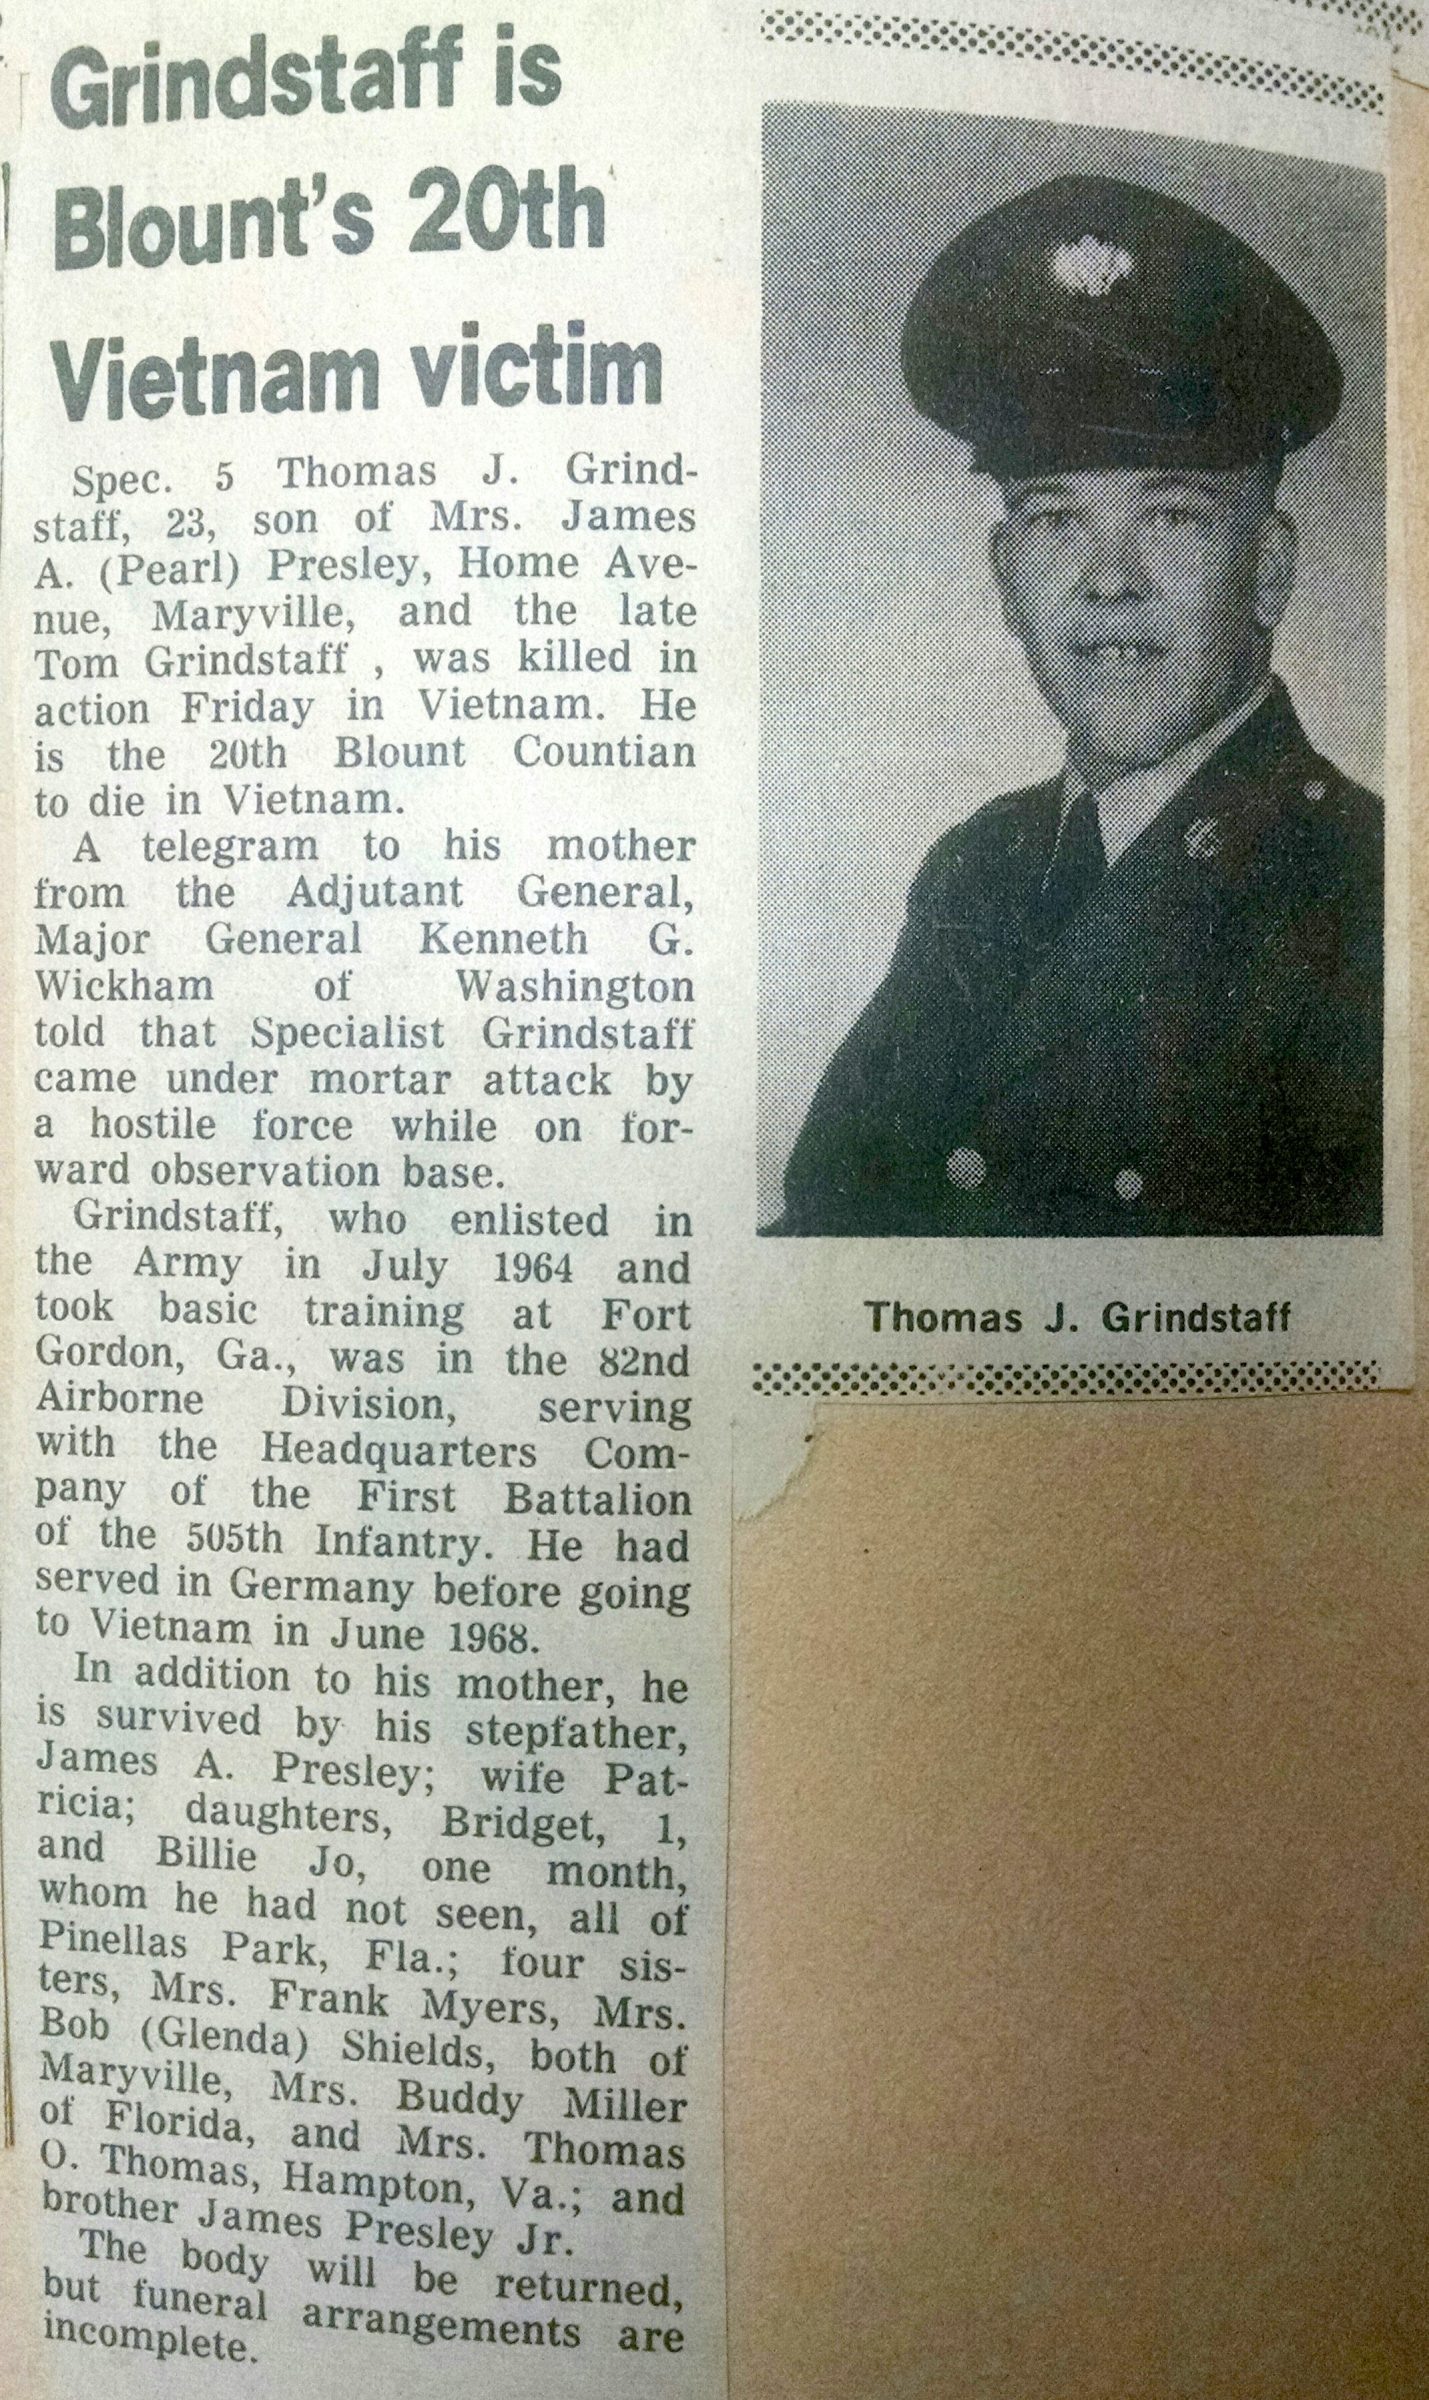 Grindstaff is
Blount's 20th
Vietnam victim
Spec. 5 Thomas J. Grind-
staff, 23, son of Mrs. James
A. (Pearl) Presley, Home Ave-
nue, Maryville, and the late
Tom Grindstaff , was killed in
action Friday in Vietnam. He
is the 20th Blount Countian
to die in Vietnam.
A telegram to his mother
from the Adjutant General,
Major General Kenneth G.
Wickham of Washington
told that Specialist Grindstaff
came under mortar attack by
a hostile force while on for-
ward observation base.
Grindstaff, who enlisted in
the Army in July 1964 and
took basic training at Fort
Gordon, Ga., was in the 82nd
Airborne Division, serving
with the Headquarters Com-
pany of the First Battalion
of the 505th Infantry. He had
served in Germany before going
to Vietnam in June 1968.
In addition to his mother, he
is survived by his stepfather,
James A. Presley; wife Pat-
ricia; daughters, Bridget, 1,
and Billie Jo, one month,
whom he had not seen, all of
Pinellas Park, Fla.; four sis-
ters, Mrs. Frank Myers, Mrs.
Bob (Glenda) Shields, both of
Maryville, Mrs. Buddy Miller
of Florida, and Mrs. Thomas
O. Thomas, Hampton, Va.; and
brother James Presley Jr.
The body will be returned,
but funeral arrangements are
incomplete.
Thomas J. Grindstaff